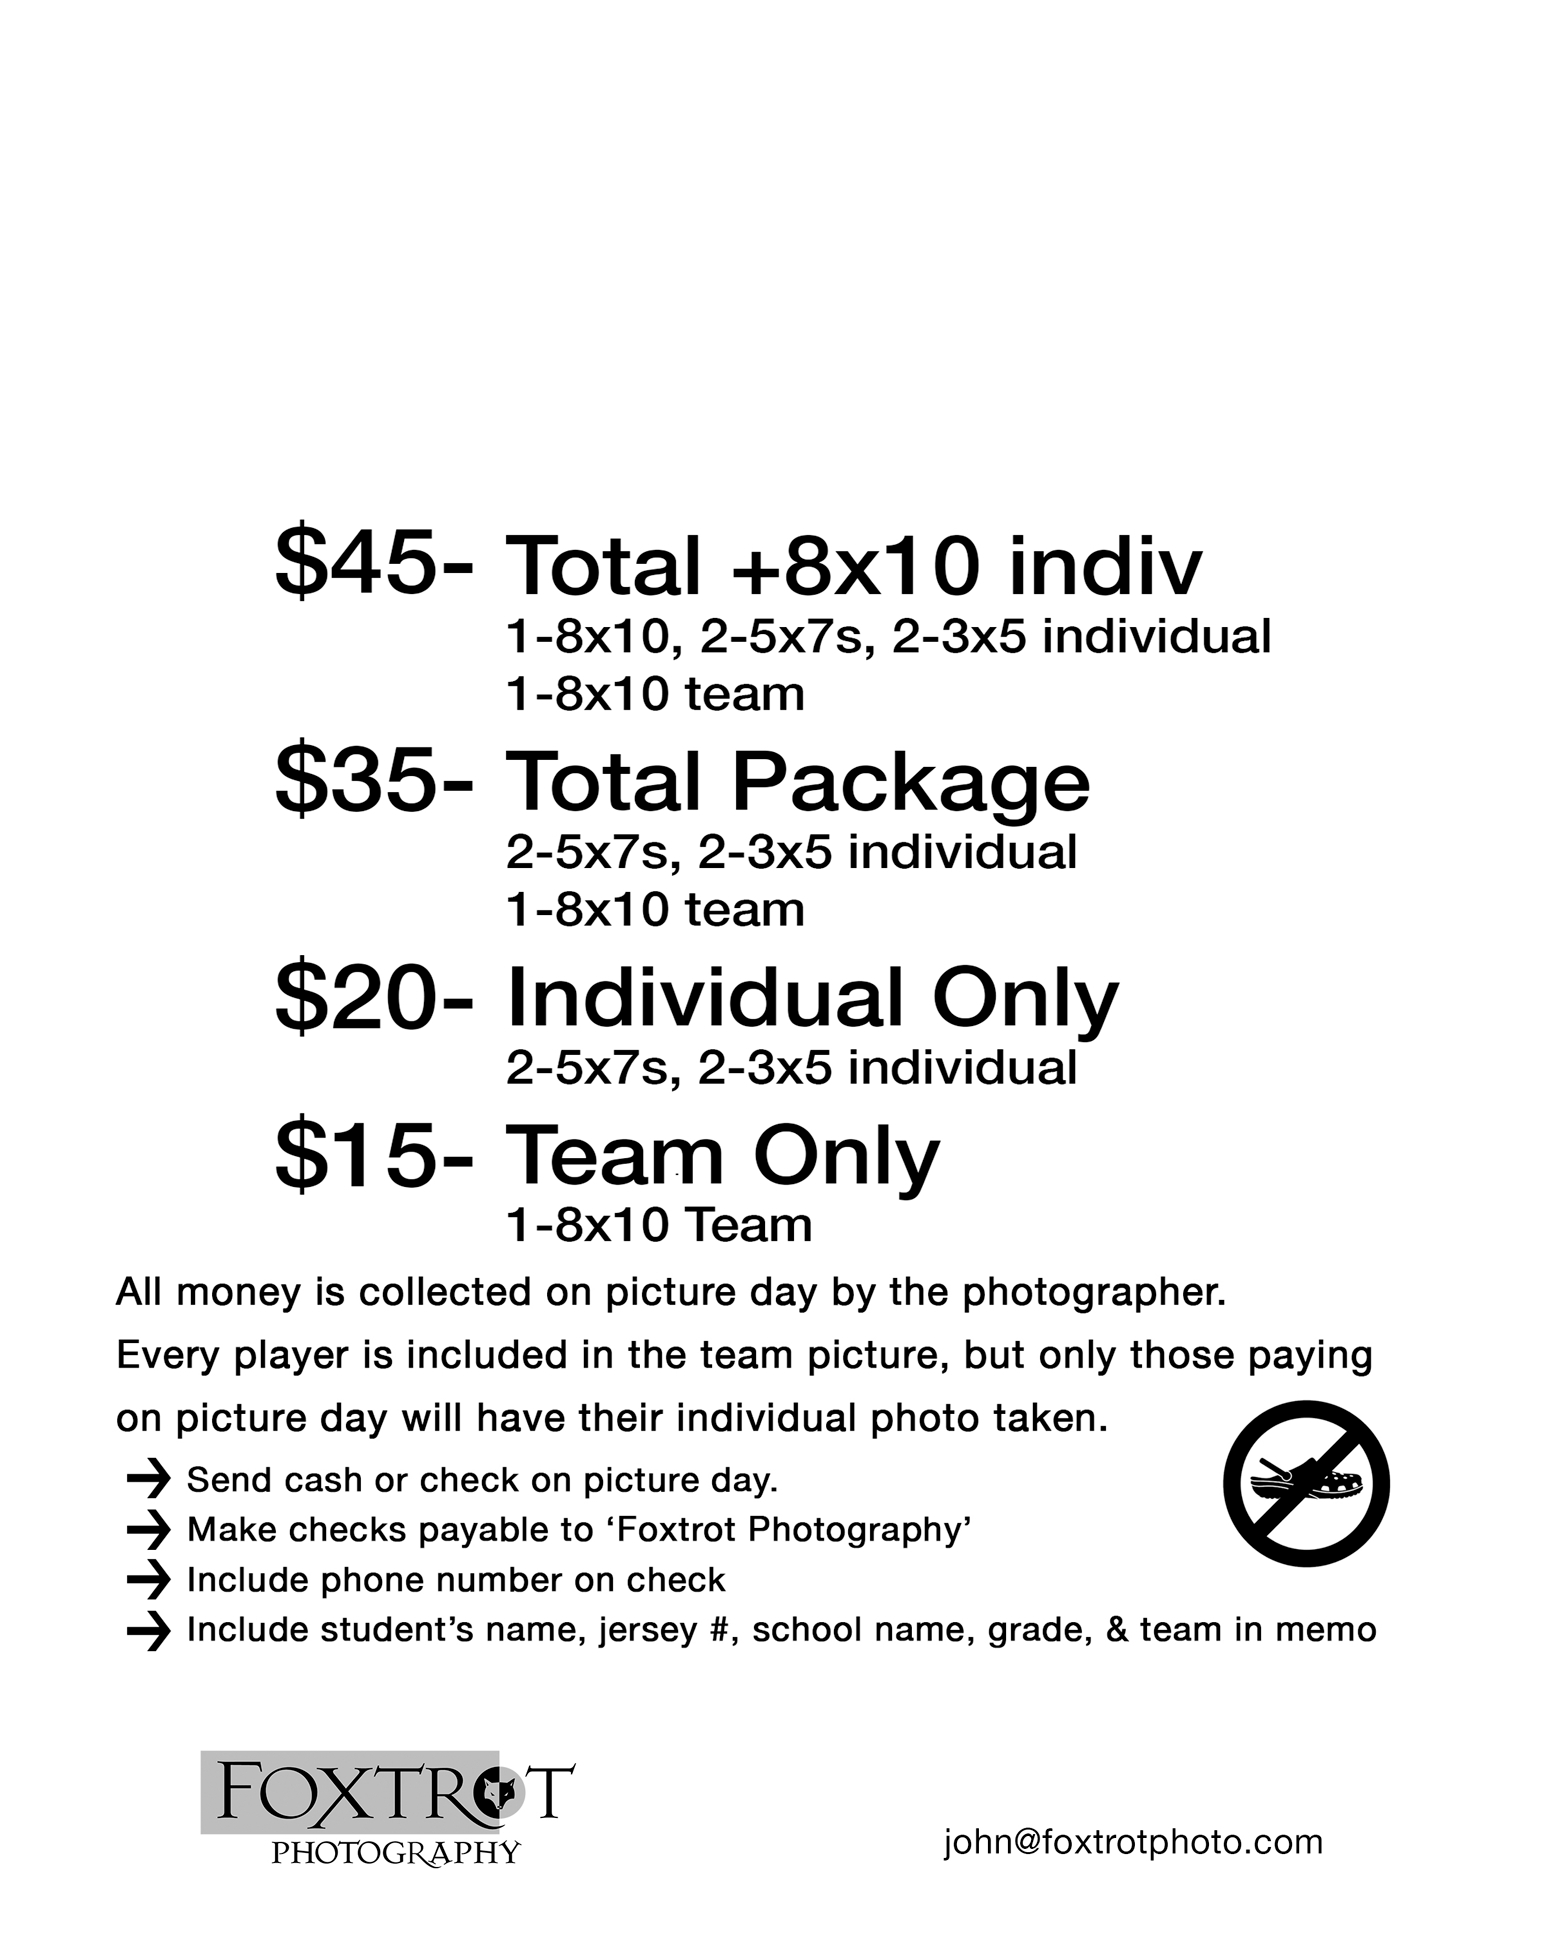 $45- Total +8x10 indiv
1-8x10, 2-5x7s, 2-3x5 individual
1-8x10 team
$35- Total Package
2-5x7s, 2-3x5 individual
1-8x10 team
$20- Individual Only
2-5x7s, 2-3x5 individual
$15- Team Only
1-8x10 Team
All money is collected on picture day by the photographer.
Every player is included in the team picture, but only those paying
on picture day will have their individual photo taken.
→ Send cash or check on picture day.
→ Make checks payable to ‘Foxtrot Photography’
→ Include phone number on check
→ Include student’s name, jersey #, school name, grade, & team in memo
FOXTROT
PHOTOGRAPHY
john@foxtrotphoto.com